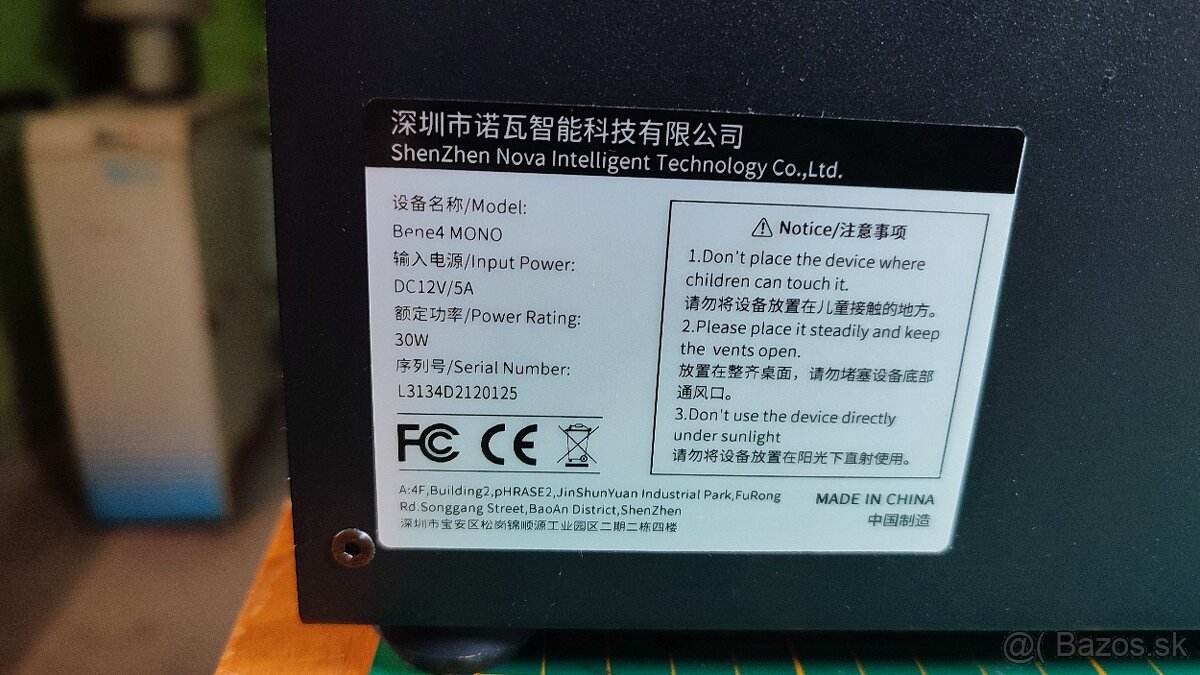 深圳市诺瓦智能科技有限公司
ShenZhen Nova Intelligent Technology Co.,Ltd.
设备名称/Model:
Bene4 MONO
输入电源/Input Power:
DC12V/5A
额定功率/Power Rating:
30W
序列号/Serial Number:
L3134D2120125
FC CE
A:4F,Building2,pHRASE2,JinShunYuan Industrial Park,FuRong
Rd.Songgang Street,BaoAn District,ShenZhen
深圳市宝安区松岗锦顺源工业园区二期二栋四楼
Notice/注意事项
1.Don't place the device where
children can touch it.
请勿将设备放置在儿童接触的地方。
2.Please place it steadily and keep
the vents open.
放置在整齐桌面，请勿堵塞设备底部
通风口。
3.Don't use the device directly
under sunlight
请勿将设备放置在阳光下直射使用。
MADE IN CHINA
中国制造
@( Bazos.sk